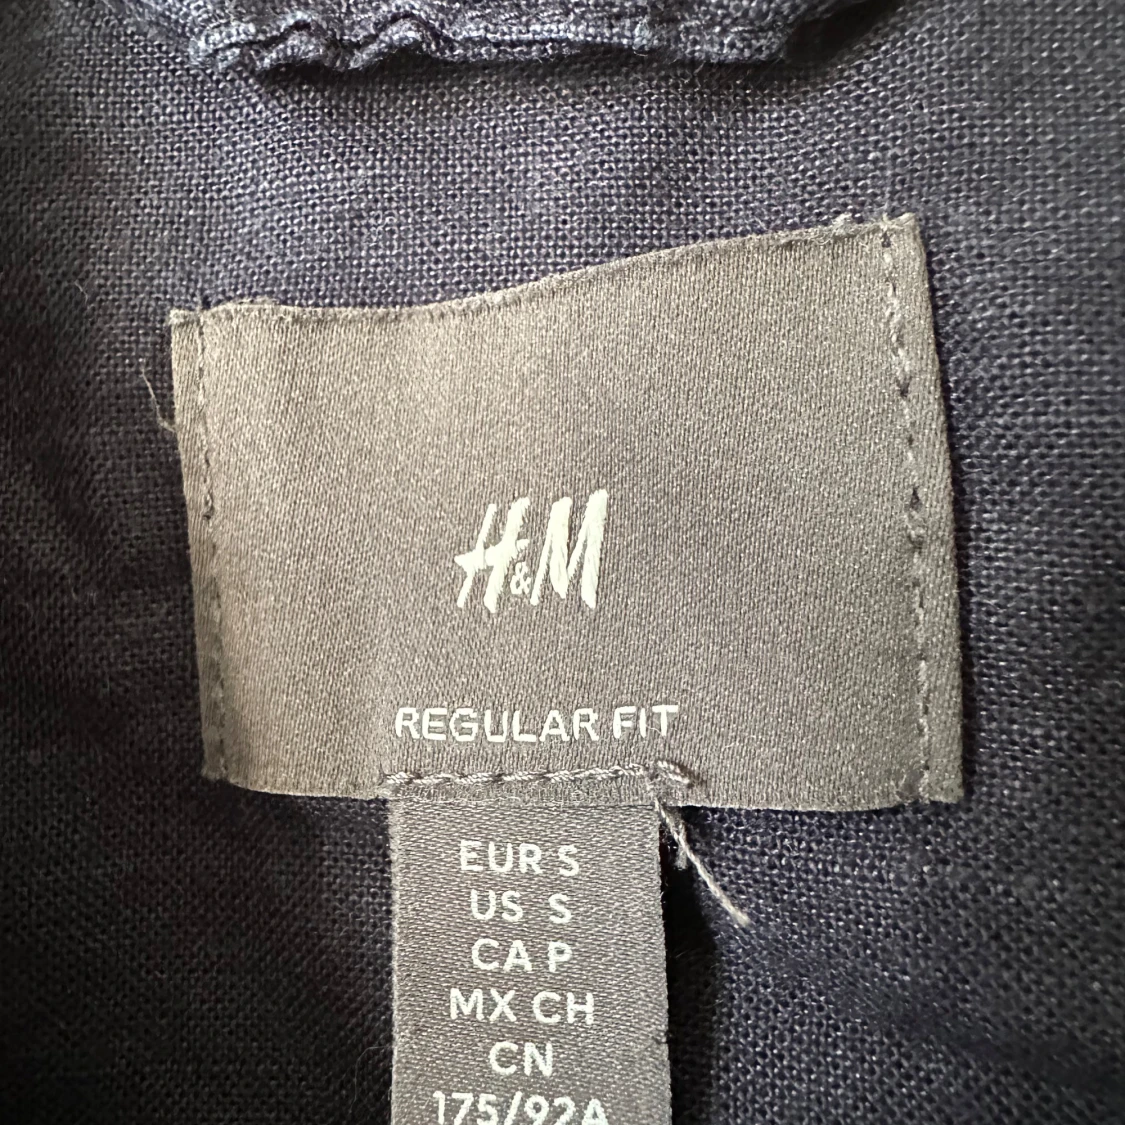 H&M
REGULAR FIT
EUR S
US S
CA P
MX CH
CN
175/92A